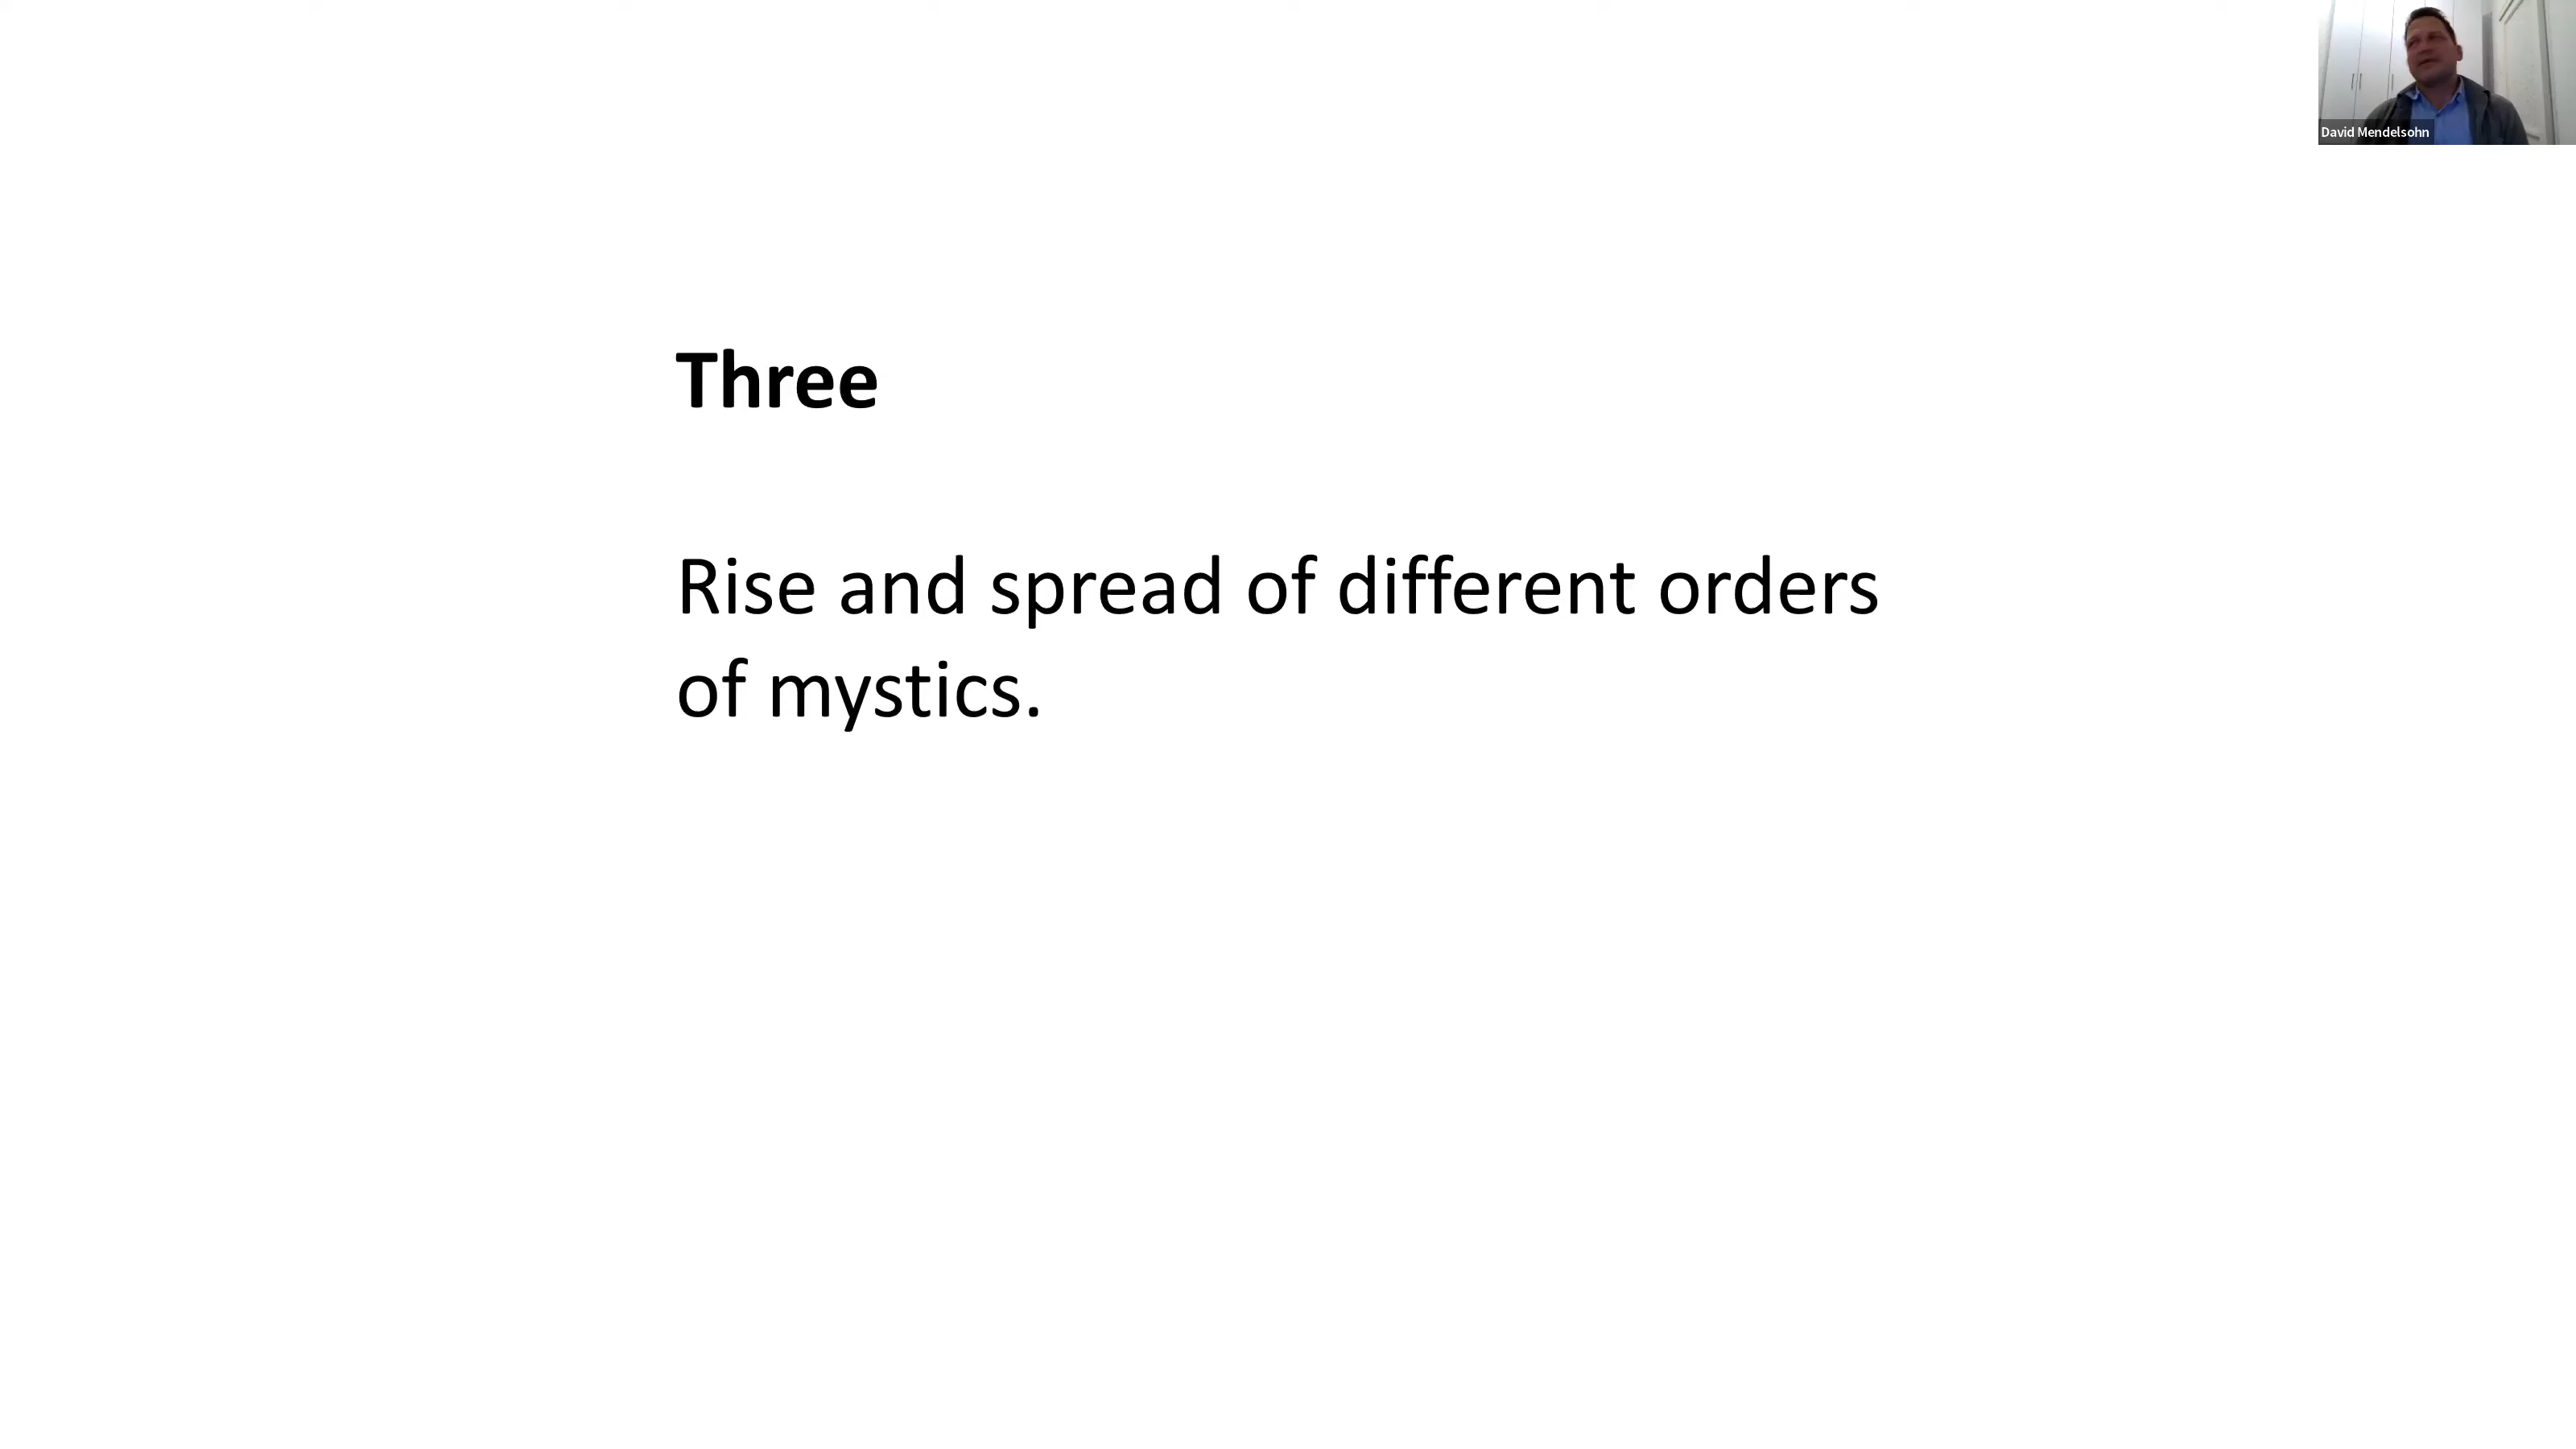 David Mendelsohn
Three
Rise and spread of different orders
of mystics.